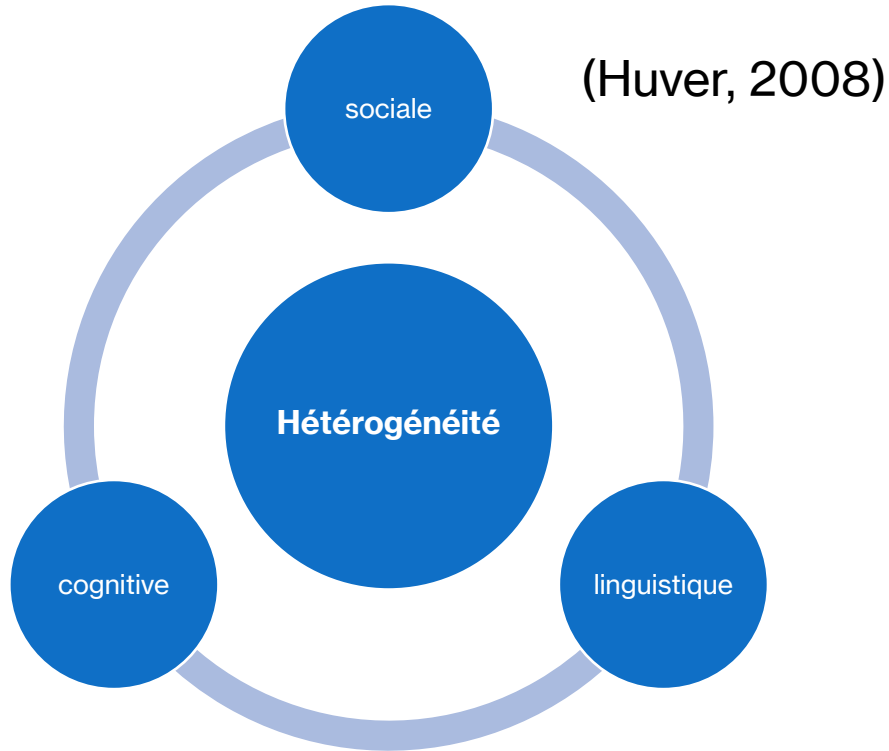 (Huver, 2008)
sociale
Hétérogénéité
cognitive
linguistique